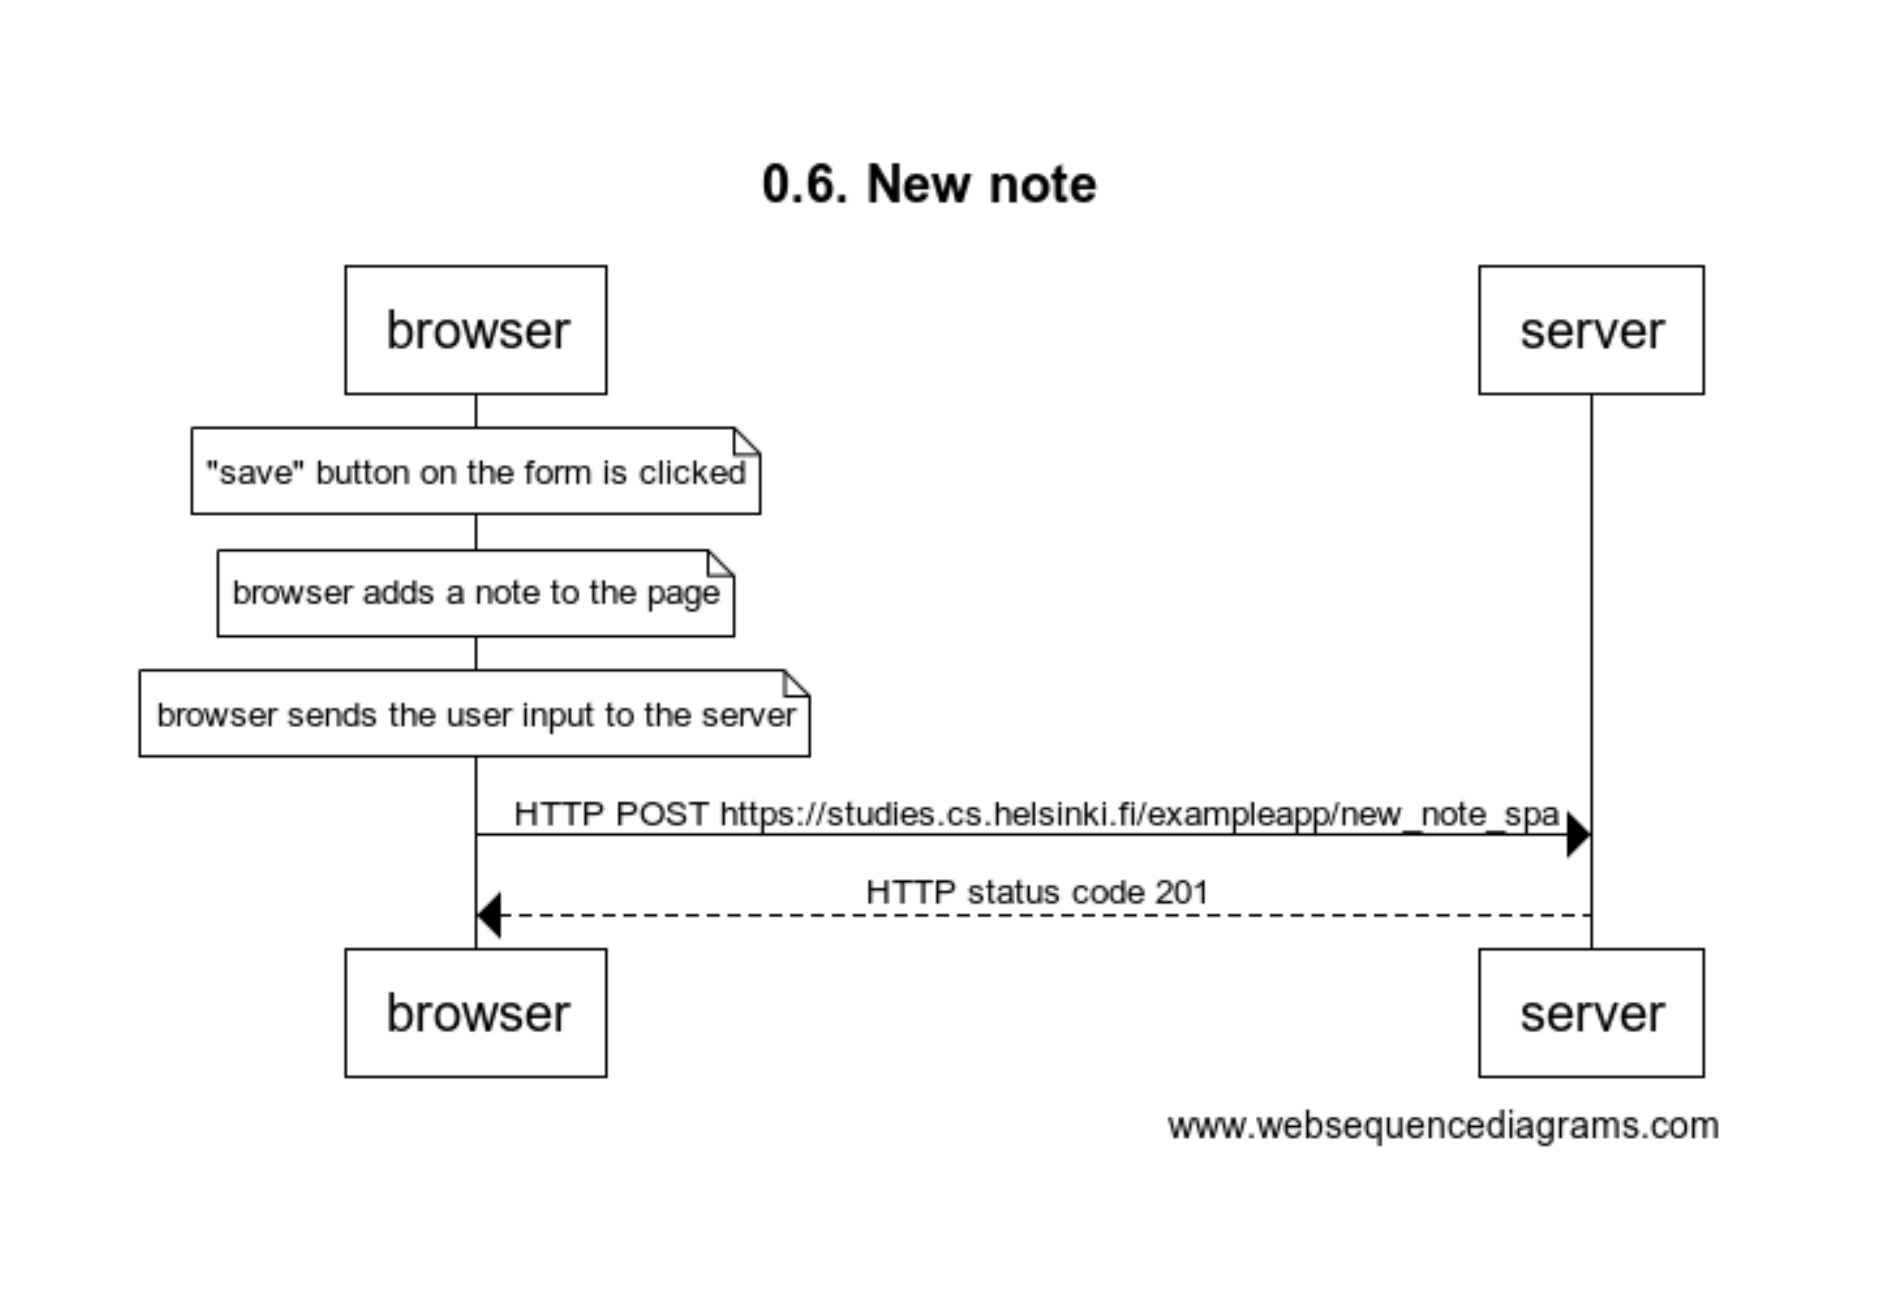 0.6. New note
browser
server
"save" button on the form is clicked
browser adds a note to the page
browser sends the user input to the server
HTTP POST https://studies.cs.helsinki.fi/exampleapp/new_note_spa
HTTP status code 201
browser
server
www.websequencediagrams.com